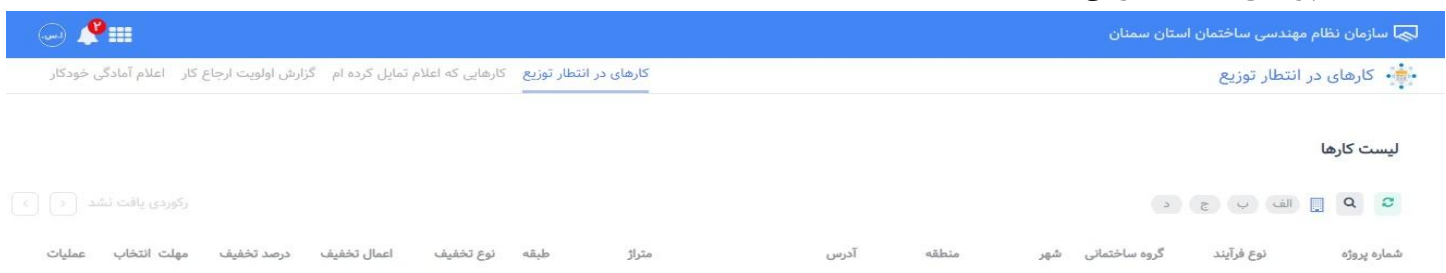 سازمان نظام مهندسی ساختمان استان سمنان ۲ ا.س.
کارهای در انتظار توزیع کارهای در انتظار توزیع کارهایی که اعلام تمایل کرده ام گزارش اولویت ارجاع کار اعلام آمادگی خودکار
لیست کارها
الف ب ج د رکوردی یافت نشد
شماره پروژه نوع فرآیند گروه ساختمانی شهر منطقه آدرس متراژ طبقه نوع تخفیف اعمال تخفیف درصد تخفیف مهلت انتخاب عملیات